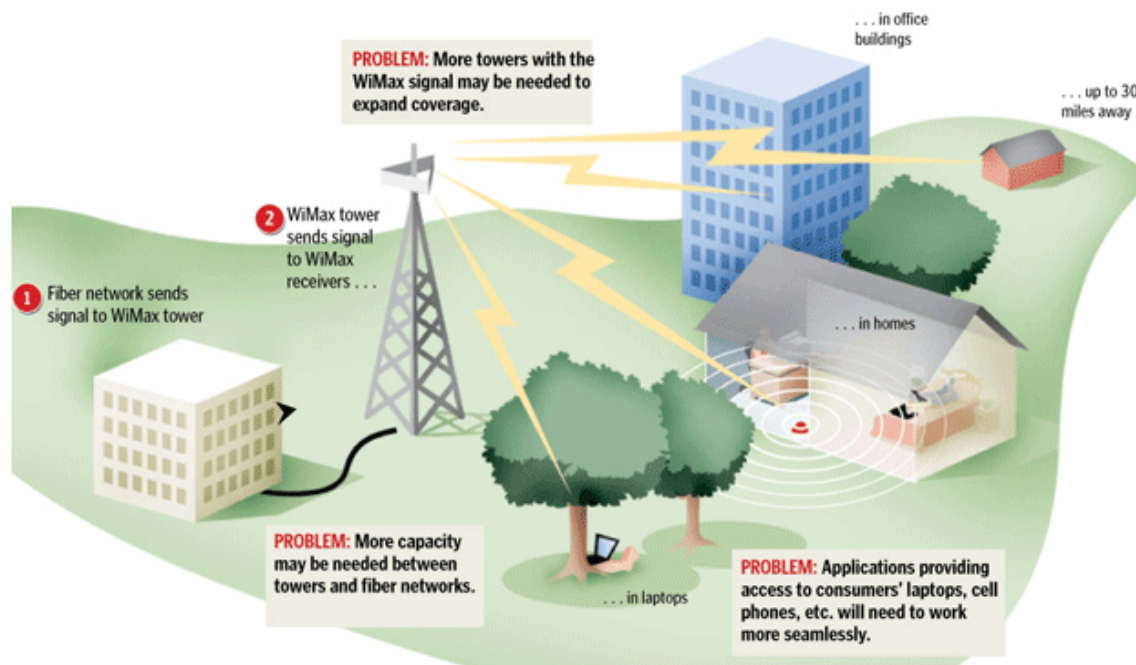 . . . in office
buildings
PROBLEM: More towers with the
WiMax signal may be needed to
expand coverage.
. . . up to 30
miles away
2 WiMax tower
sends signal
to WiMax
receivers . . .
1 Fiber network sends
signal to WiMax tower
. . . in homes
PROBLEM: More capacity
may be needed between
towers and fiber networks.
. . . in laptops
PROBLEM: Applications providing
access to consumers' laptops, cell
phones, etc. will need to work
more seamlessly.